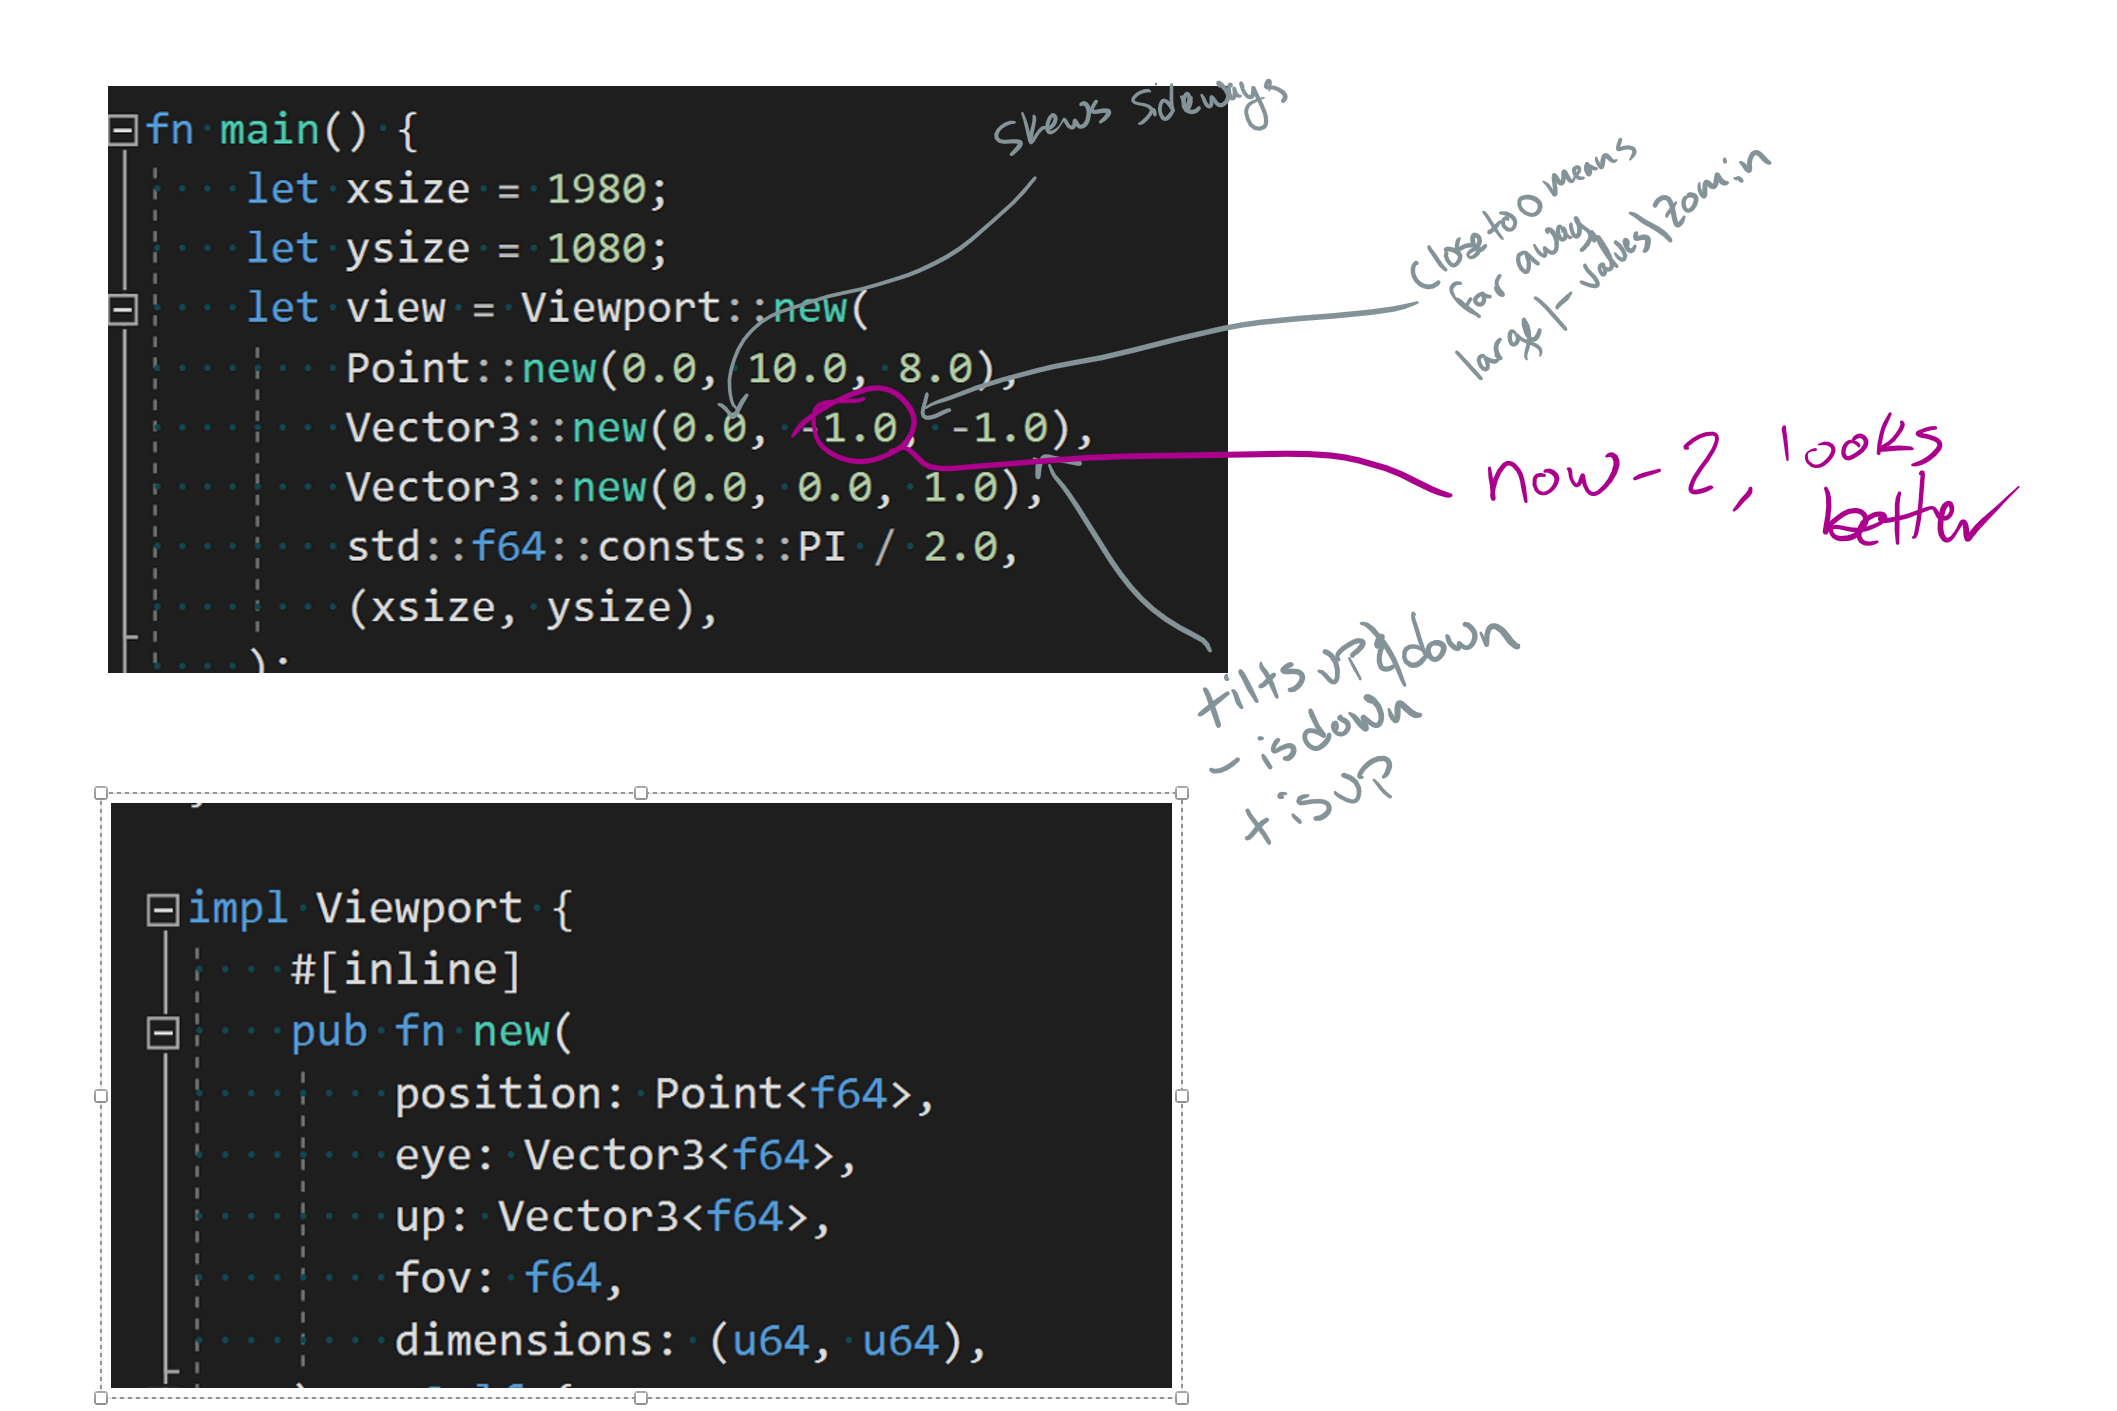 fn main() {
let xsize = 1980;
let ysize = 1080;
let view = Viewport::new(
Point::new(0.0, 10.0, 8.0),
Vector3::new(0.0, -1.0, -1.0),
Vector3::new(0.0, 0.0, 1.0),
std::f64::consts::PI / 2.0,
(xsize, ysize),
);
skews sideways
close to 0 means
far away
large/- values\zom in
now -2, looks
better
tilts up/down
- is down
+ is up
impl Viewport {
#[inline]
pub fn new(
position: Point<f64>,
eye: Vector3<f64>,
up: Vector3<f64>,
fov: f64,
dimensions: (u64, u64),